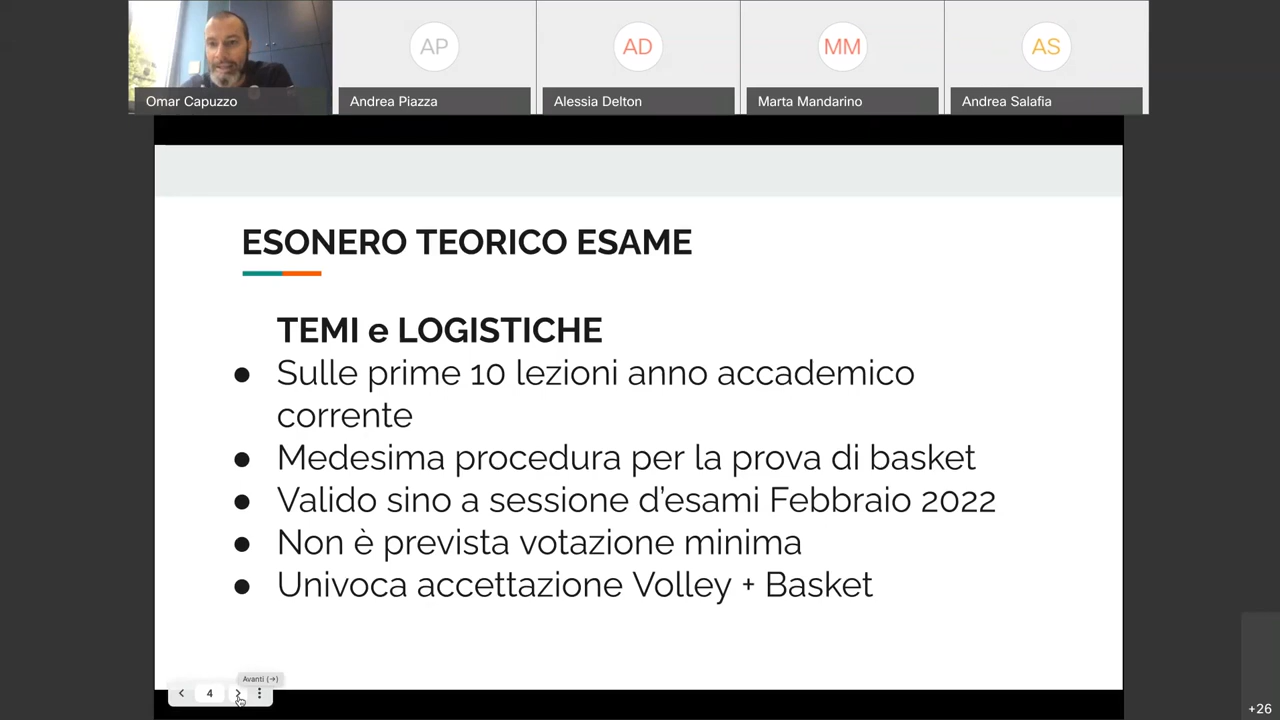 AP
AD
MM
AS
Omar Capuzzo
Andrea Piazza
Alessia Delton
Marta Mandarino
Andrea Salafia
ESONERO TEORICO ESAME
TEMI e LOGISTICHE
● Sulle prime 10 lezioni anno accademico
corrente
● Medesima procedura per la prova di basket
● Valido sino a sessione d'esami Febbraio 2022
● Non è prevista votazione minima
● Univoca accettazione Volley + Basket
Avanti (→)
4
+26